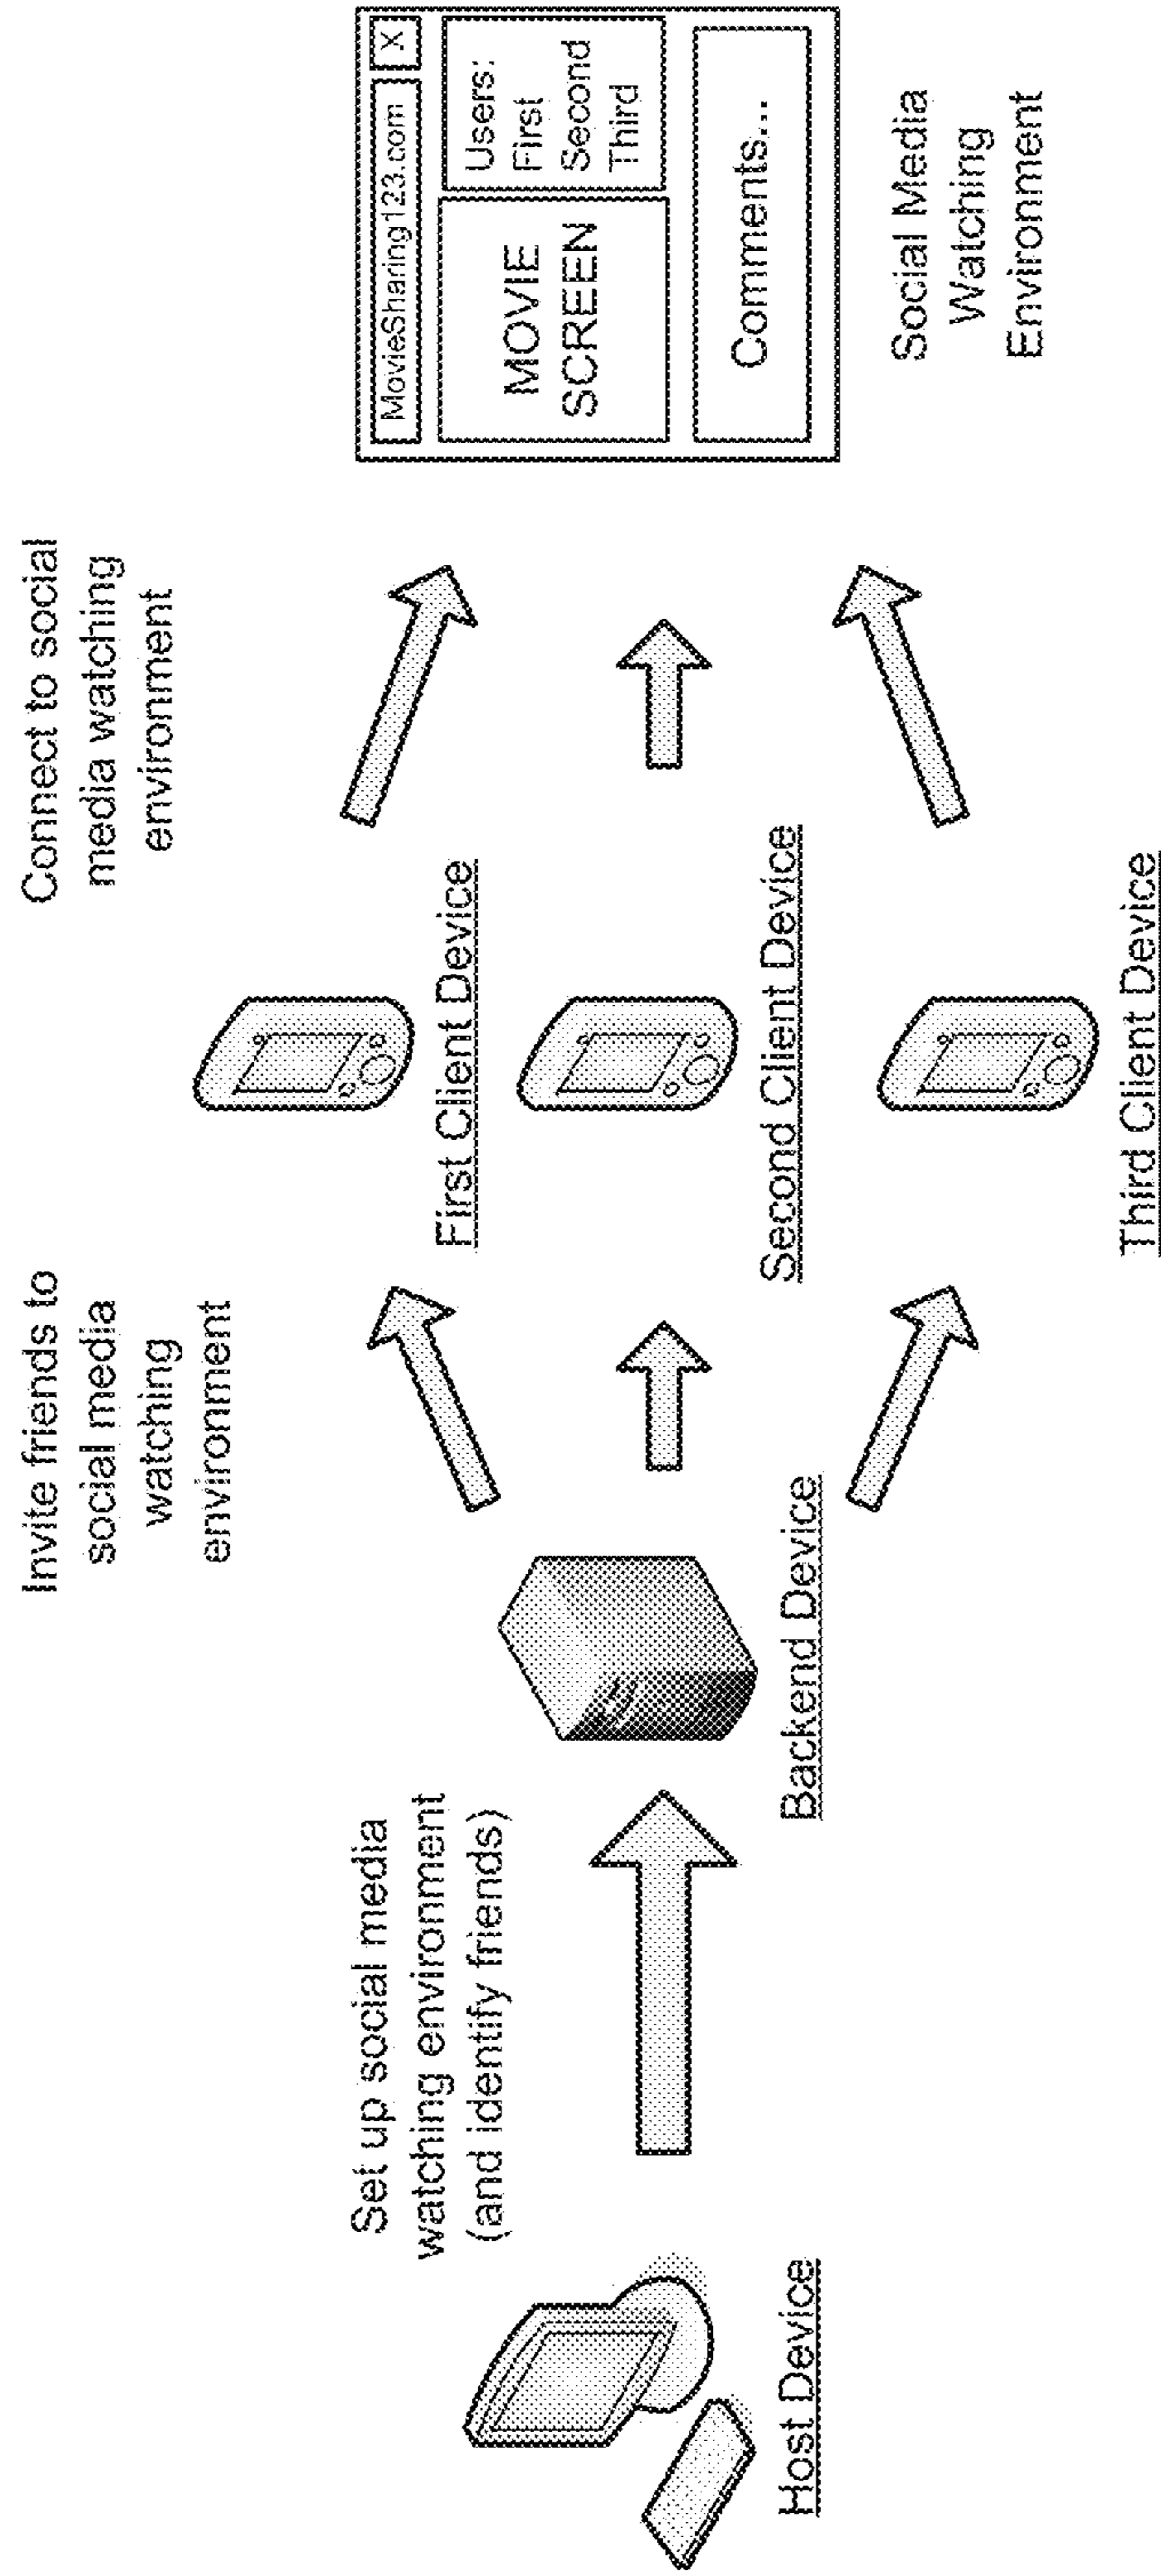 Set up social media
watching environment
(and identify friends)
Host Device
Invite friends to
social media
watching
environment
Backend Device
Connect to social
media watching
environment
First Client Device
Second Client Device
Third Client Device
MovieSharing123.com
X
MOVIE
SCREEN
Users:
First
Second
Third
Comments...
Social Media
Watching
Environment